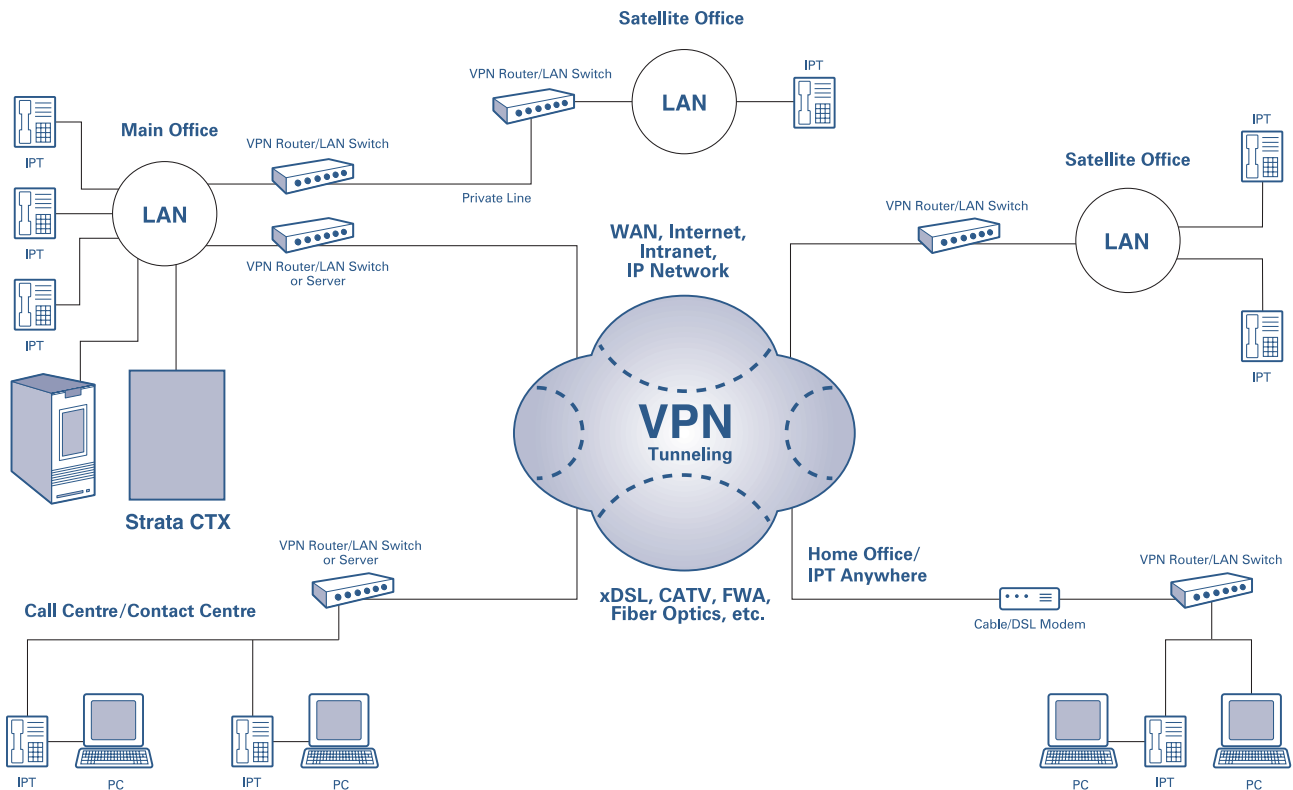 Satellite Office
VPN Router/LAN Switch
LAN
IPT
Main Office
VPN Router/LAN Switch
Private Line
IPT
IPT
IPT
LAN
VPN Router/LAN Switch
or Server
Strata CTX
WAN, Internet,
Intranet,
IP Network
VPN
Tunneling
xDSL, CATV, FWA,
Fiber Optics, etc.
IPT
Satellite Office
VPN Router/LAN Switch
LAN
IPT
VPN Router/LAN Switch
or Server
Call Centre/Contact Centre
IPT
PC
IPT
PC
Home Office/
IPT Anywhere
VPN Router/LAN Switch
Cable/DSL Modem
PC
IPT
PC